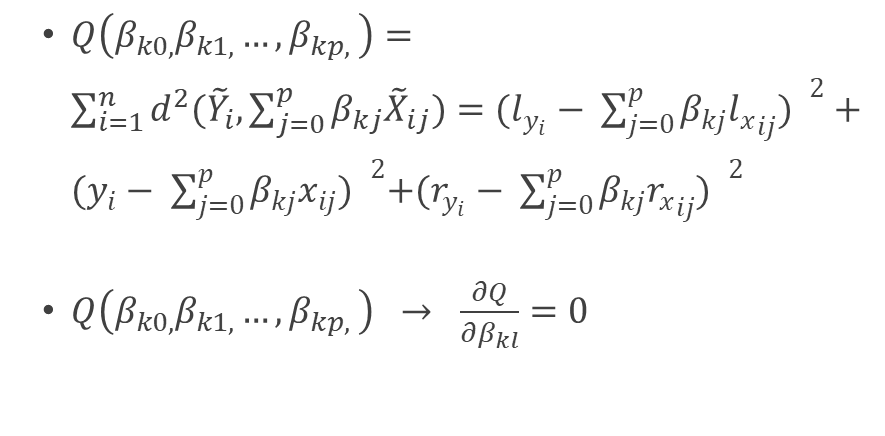 • Q(β_{k0,}β_{k1,} …, β_{kp,}) =
∑_{i=1}^{n} d²(Ỹ_i, ∑_{j=0}^{p} β_{kj}X̃_{ij}) = (l_{y_i} − ∑_{j=0}^{p} β_{kj}l_{x_{ij}}) ² +
(y_i − ∑_{j=0}^{p} β_{kj}x_{ij}) ²+(r_{y_i} − ∑_{j=0}^{p} β_{kj}r_{x_{ij}}) ²
• Q(β_{k0,}β_{k1,} …, β_{kp,}) → ∂Q/∂β_{kl} = 0